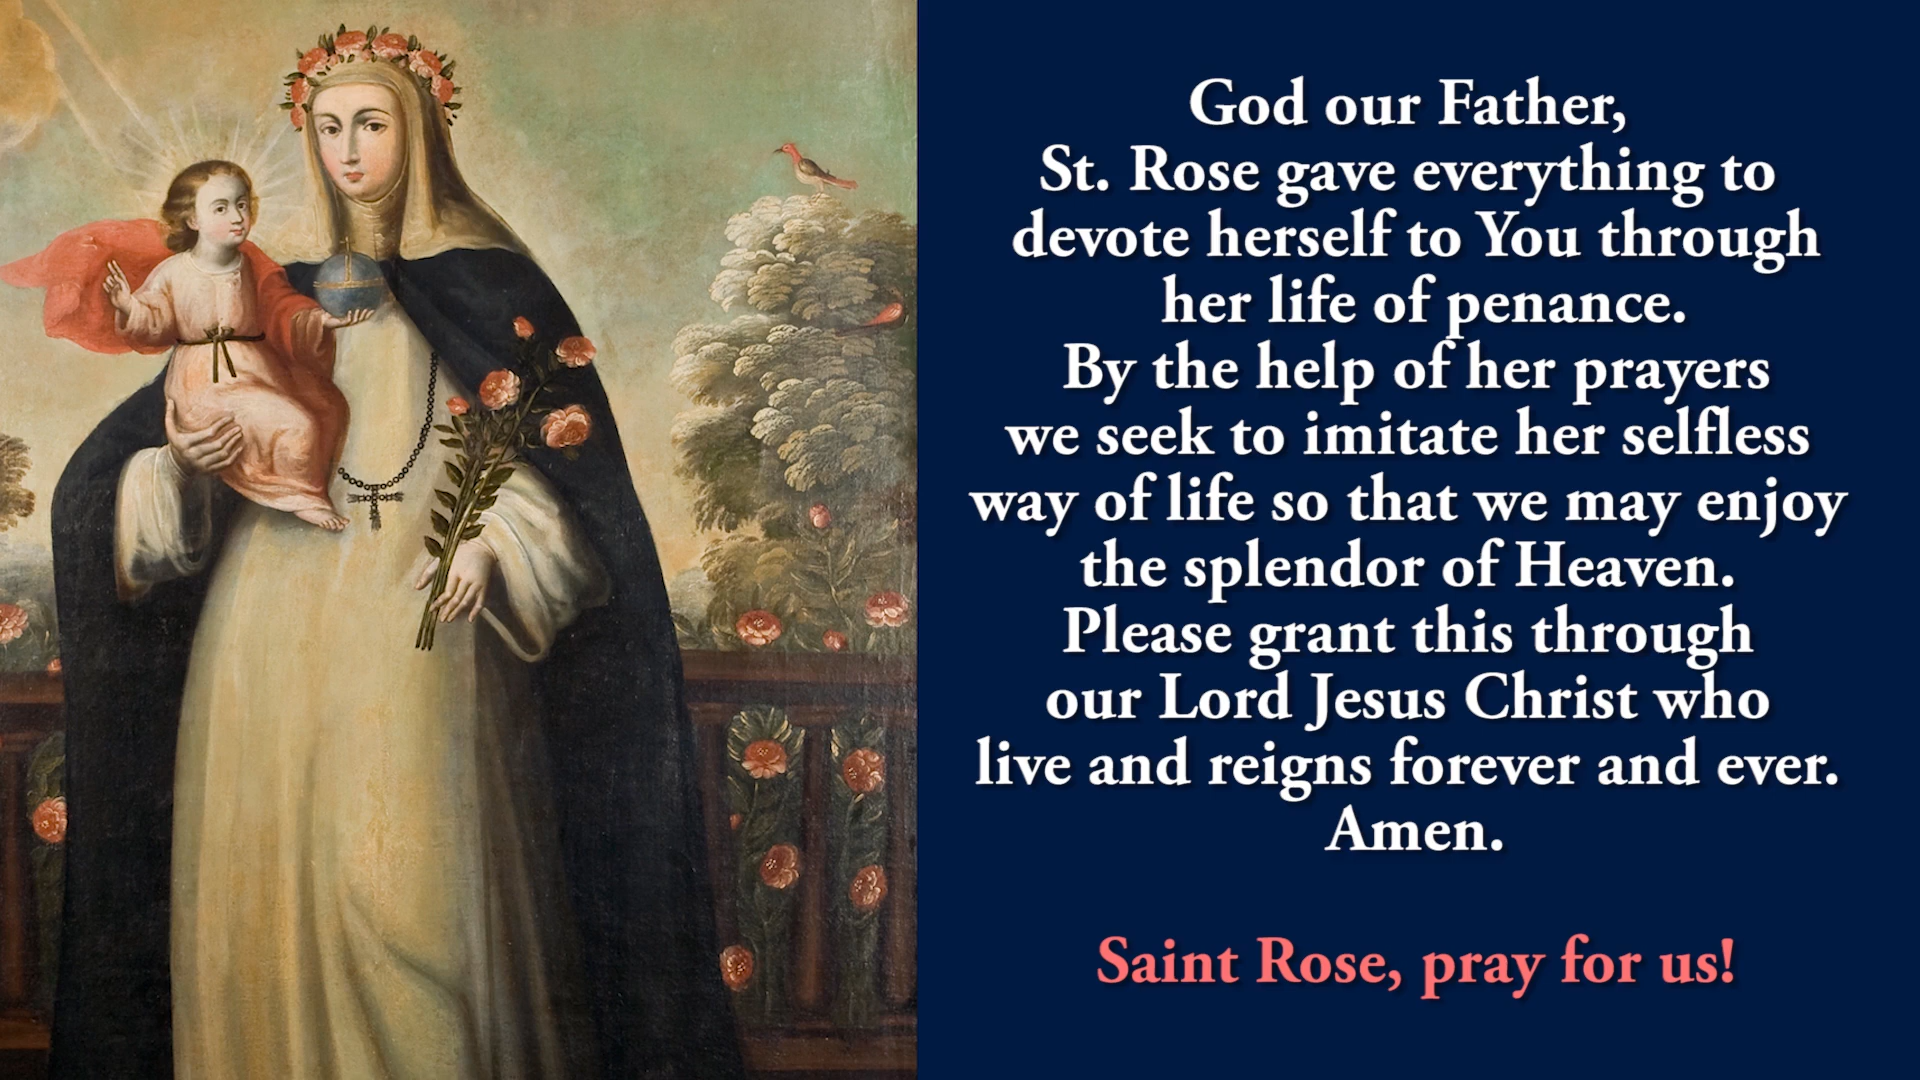 God our Father,
St. Rose gave everything to
devote herself to You through
her life of penance.
By the help of her prayers
we seek to imitate her selfless
way of life so that we may enjoy
the splendor of Heaven.
Please grant this through
our Lord Jesus Christ who
live and reigns forever and ever.
Amen.
Saint Rose, pray for us!